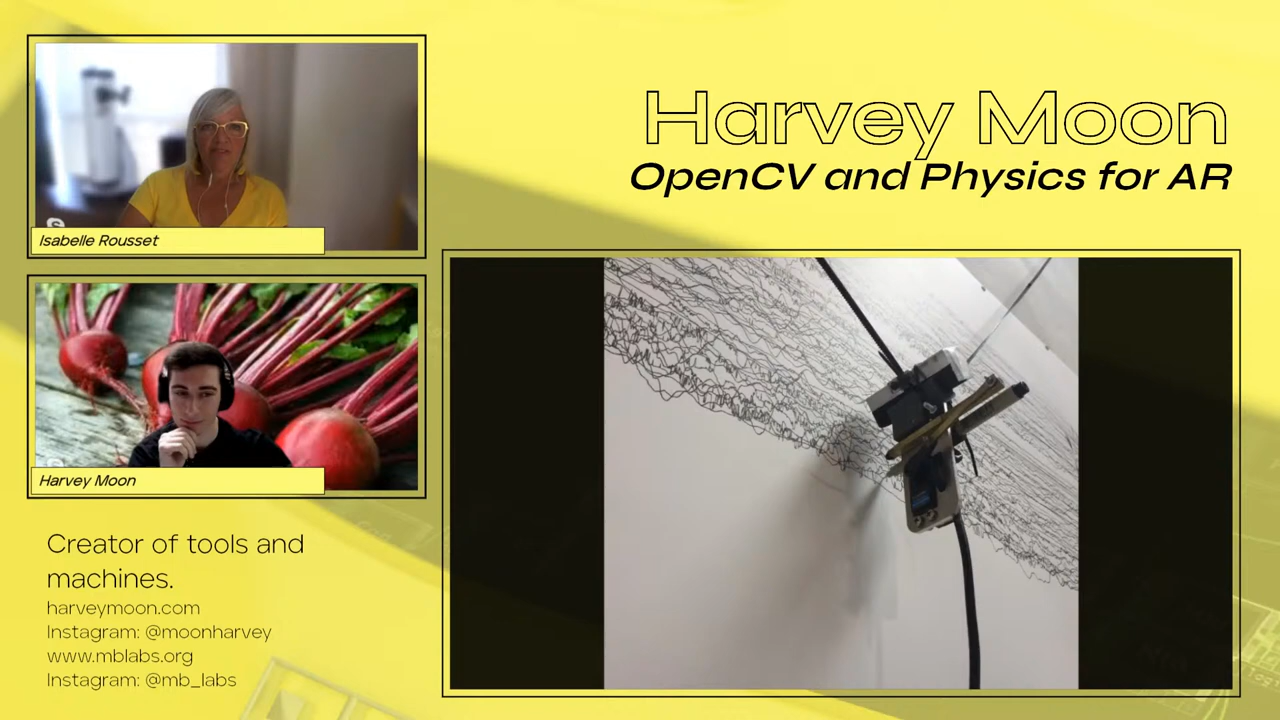 Harvey Moon
OpenCV and Physics for AR
Isabelle Rousset
Harvey Moon
Creator of tools and
machines.
harveymoon.com
Instagram: @moonharvey
www.mblabs.org
Instagram: @mb_labs